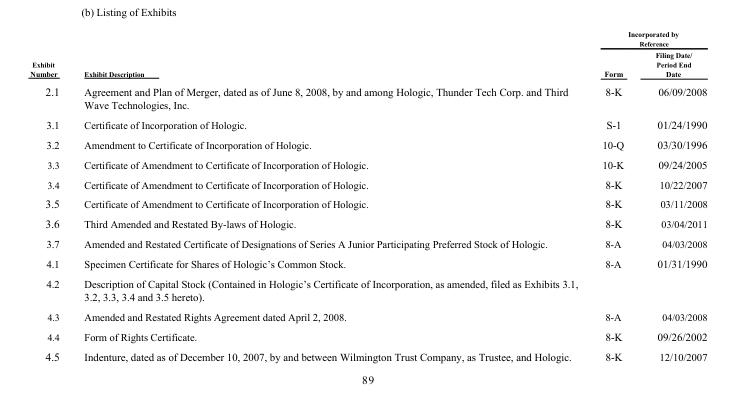 (b) Listing of Exhibits
Incorporated by
Reference
Exhibit Number Exhibit Description Form Filing Date/ Period End Date
2.1 Agreement and Plan of Merger, dated as of June 8, 2008, by and among Hologic, Thunder Tech Corp. and Third 8-K 06/09/2008
Wave Technologies, Inc.
3.1 Certificate of Incorporation of Hologic. S-1 01/24/1990
3.2 Amendment to Certificate of Incorporation of Hologic. 10-Q 03/30/1996
3.3 Certificate of Amendment to Certificate of Incorporation of Hologic. 10-K 09/24/2005
3.4 Certificate of Amendment to Certificate of Incorporation of Hologic. 8-K 10/22/2007
3.5 Certificate of Amendment to Certificate of Incorporation of Hologic. 8-K 03/11/2008
3.6 Third Amended and Restated By-laws of Hologic. 8-K 03/04/2011
3.7 Amended and Restated Certificate of Designations of Series A Junior Participating Preferred Stock of Hologic. 8-A 04/03/2008
4.1 Specimen Certificate for Shares of Hologic's Common Stock. 8-A 01/31/1990
4.2 Description of Capital Stock (Contained in Hologic's Certificate of Incorporation, as amended, filed as Exhibits 3.1,
3.2, 3.3, 3.4 and 3.5 hereto).
4.3 Amended and Restated Rights Agreement dated April 2, 2008. 8-A 04/03/2008
4.4 Form of Rights Certificate. 8-K 09/26/2002
4.5 Indenture, dated as of December 10, 2007, by and between Wilmington Trust Company, as Trustee, and Hologic. 8-K 12/10/2007
89